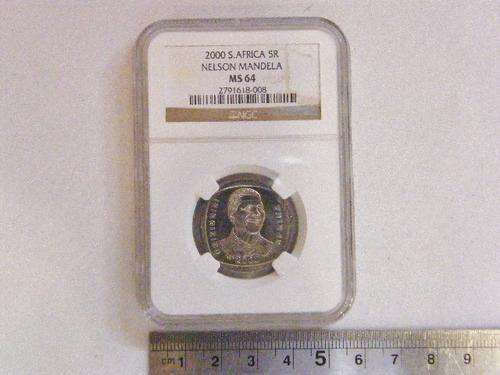 2000 S.AFRICA 5R
NELSON MANDELA
MS 64
2791618-008
NGC
cm 1 2 3 4 5 6 7 8 9